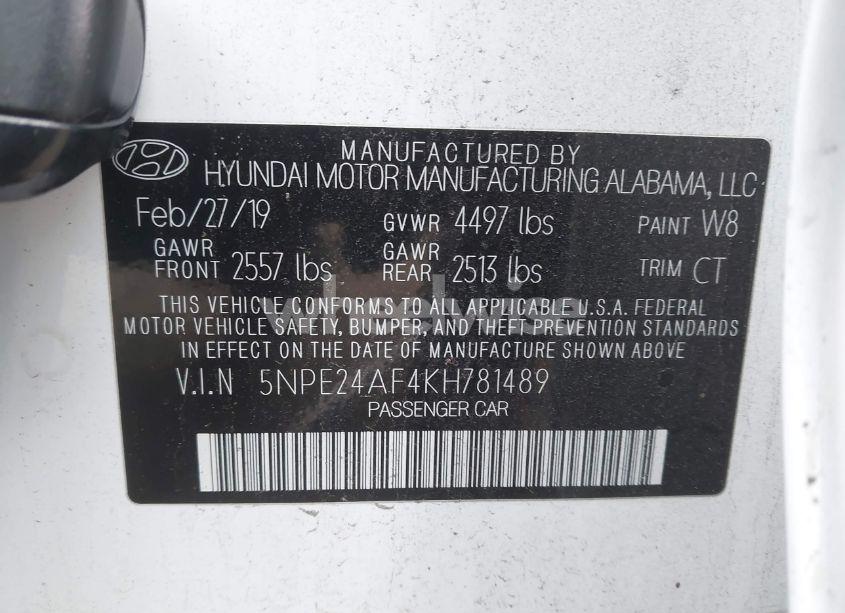 MANUFACTURED BY
HYUNDAI MOTOR MANUFACTURING ALABAMA, LLC
Feb/27/19 GVWR 4497 lbs PAINT W8
GAWR FRONT 2557 lbs GAWR REAR 2513 lbs TRIM CT
THIS VEHICLE CONFORMS TO ALL APPLICABLE U.S.A. FEDERAL
MOTOR VEHICLE SAFETY, BUMPER, AND THEFT PREVENTION STANDARDS
IN EFFECT ON THE DATE OF MANUFACTURE SHOWN ABOVE
V.I.N 5NPE24AF4KH781489
PASSENGER CAR